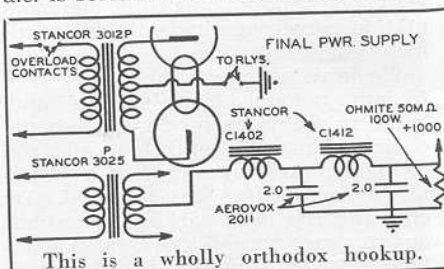 STANCOR 3012P
OVERLOAD
CONTACTS
TO RLYS,
FINAL PWR. SUPPLY
P
STANCOR 3025
STANCOR
C1402
C1412
OHMITE 50MΩ
100W.
+1000
2.0
2.0
AEROVOX
2011
This is a wholly orthodox hookup.